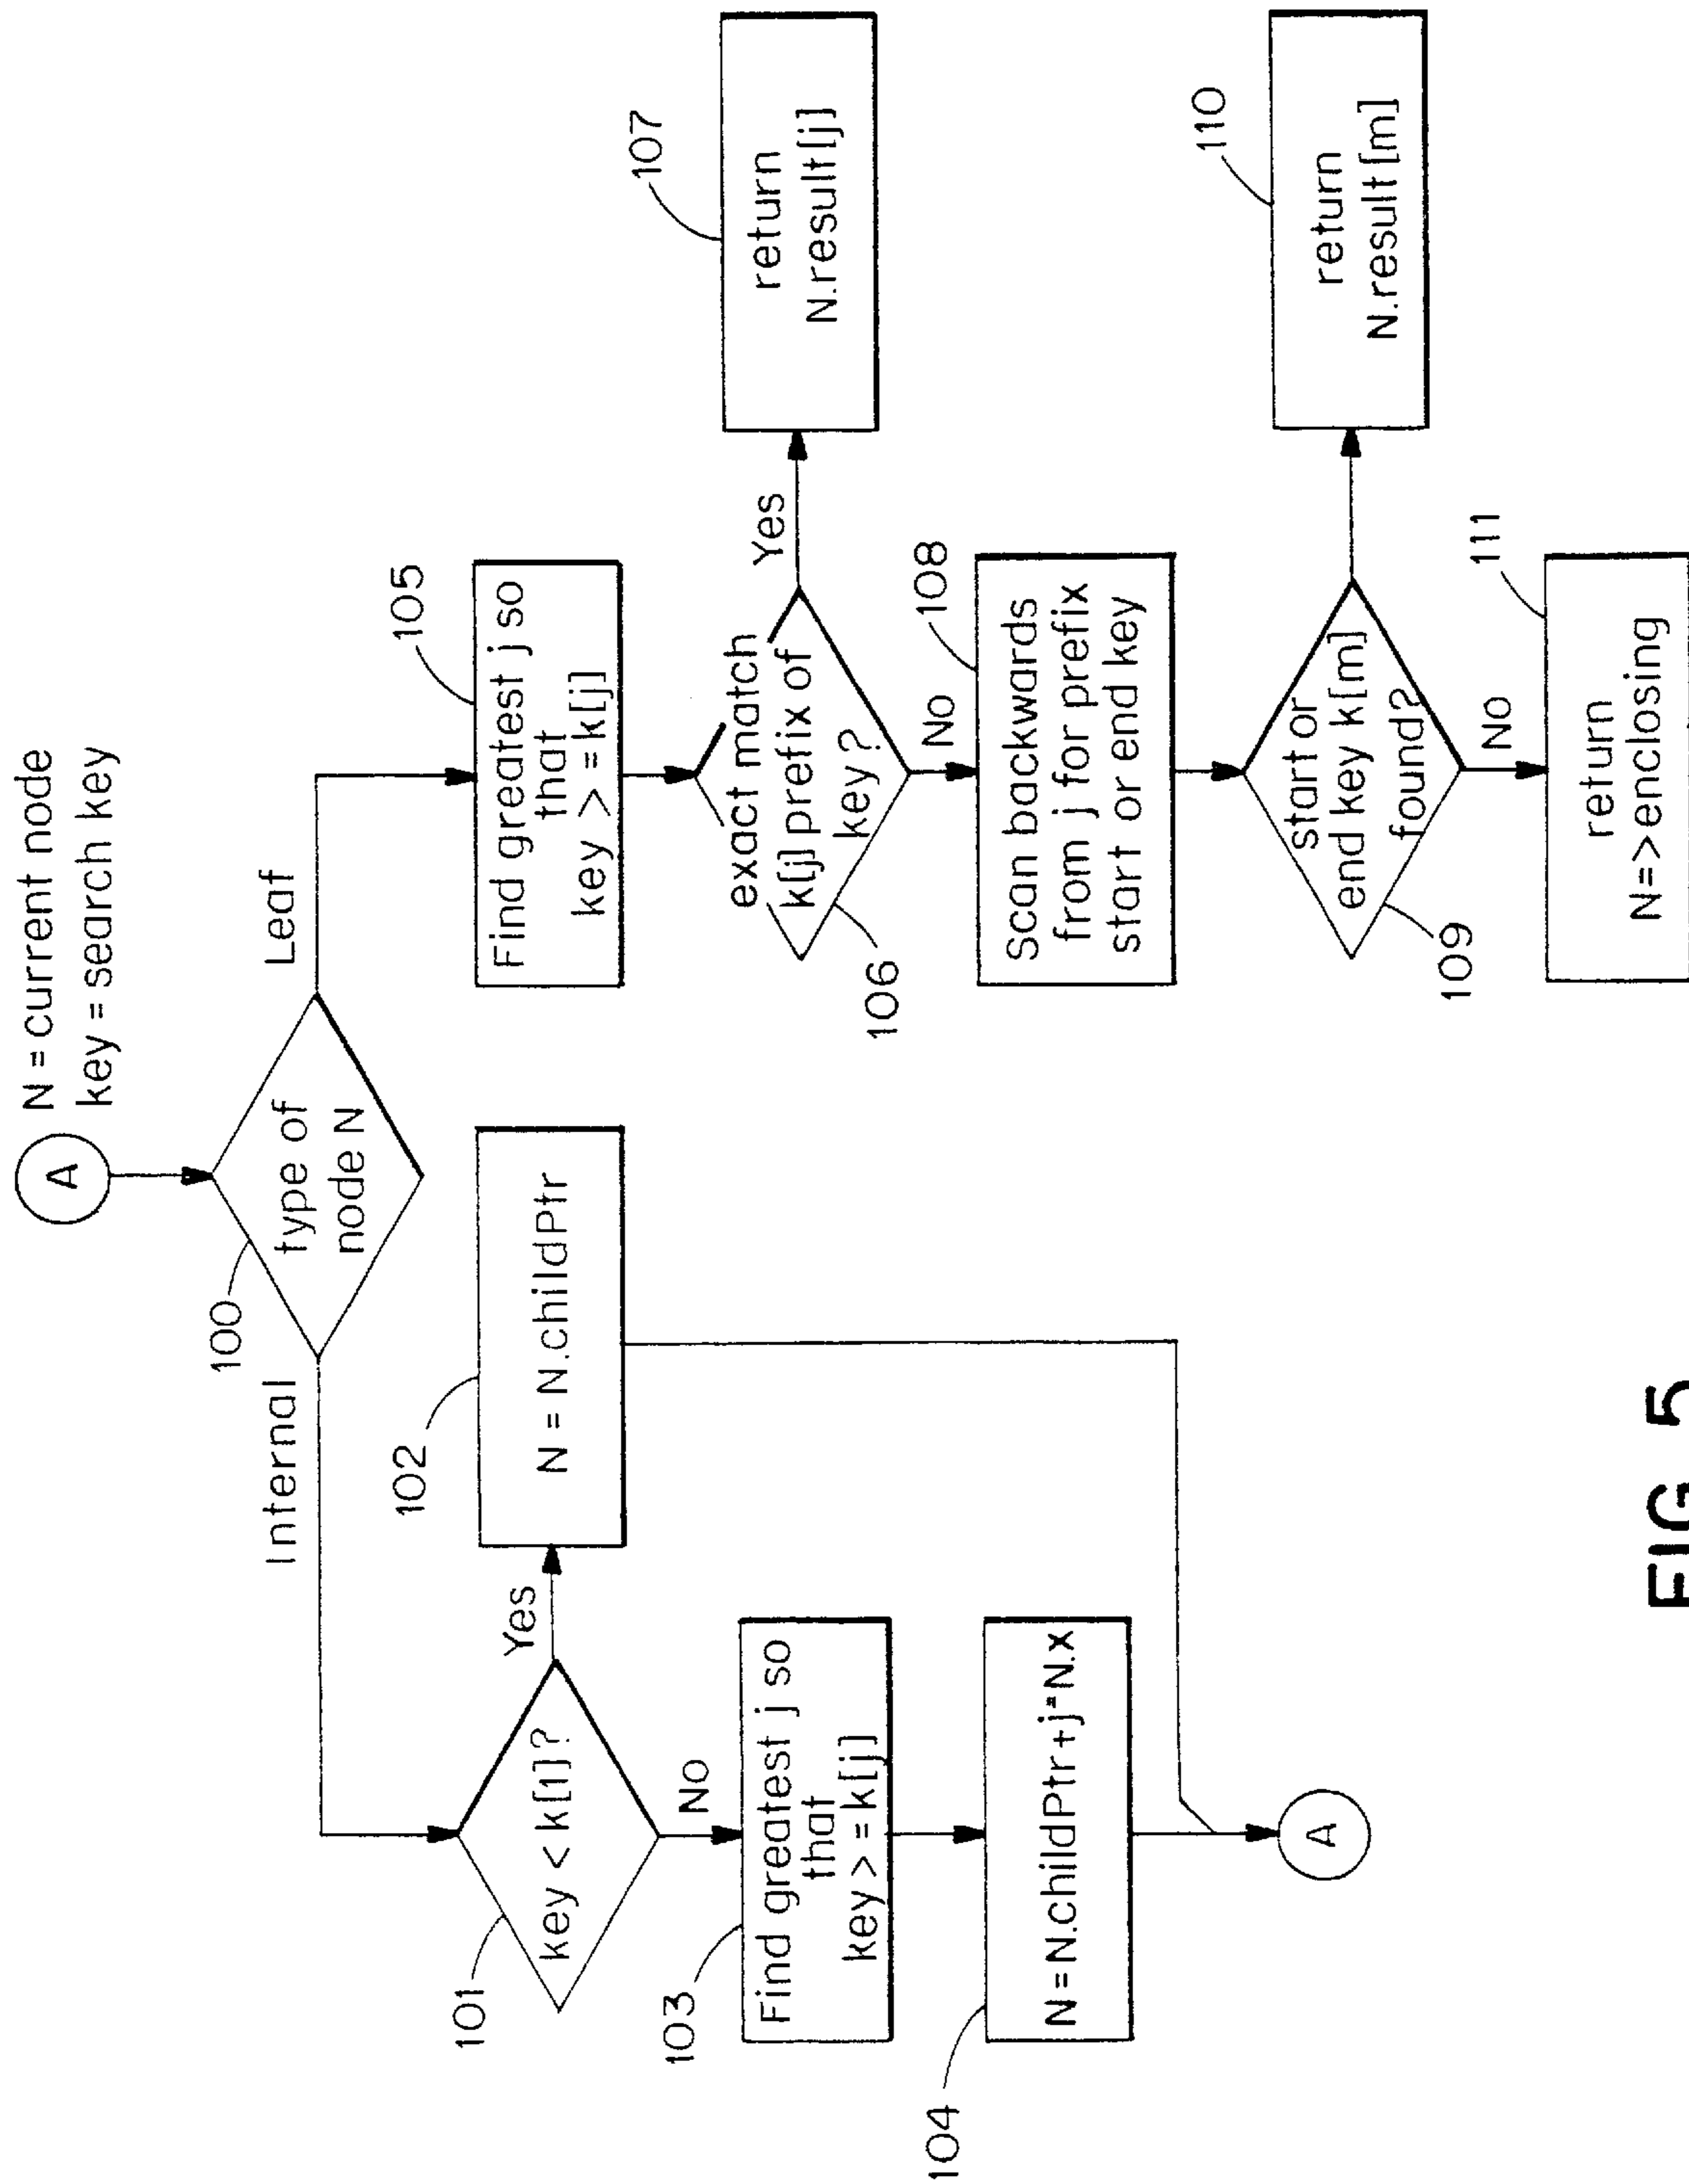 N = current node
key = search key
A
type of
node N
100
Internal
Leaf
101
key < k[1]?
Yes
No
102
N = N.childPtr
103
Find greatest j so
that
key > = k[j]
104
N = N.childPtr+j*N.x
A
105
Find greatest j so
that
key > = k[j]
106
exact match
k[j] prefix of
key?
Yes
No
107
return
N.result[j]
108
Scan backwards
from j for prefix
start or end key
109
start or
end key k[m]
found?
No
110
return
N.result[m]
111
return
N=>enclosing
FIG. 5